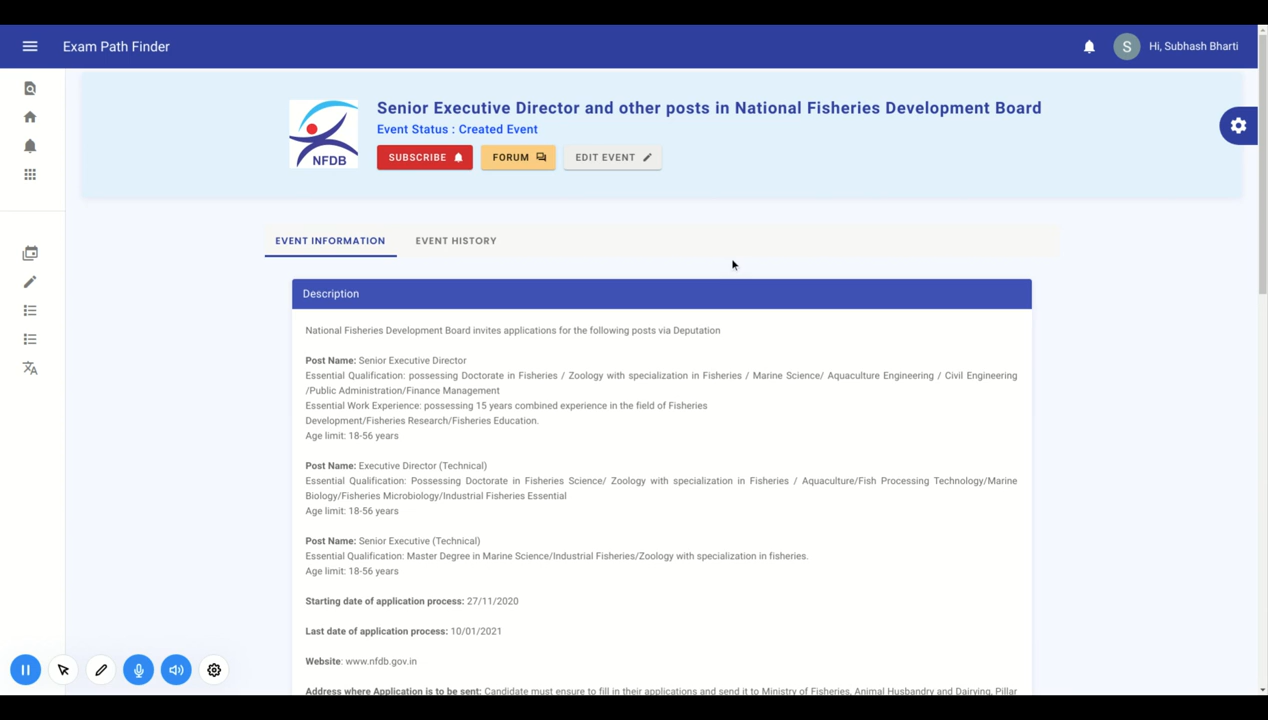 Exam Path Finder
S
Hi, Subhash Bharti
NFDB
Senior Executive Director and other posts in National Fisheries Development Board
Event Status : Created Event
SUBSCRIBE
FORUM
EDIT EVENT
EVENT INFORMATION
EVENT HISTORY
Description
National Fisheries Development Board invites applications for the following posts via Deputation
Post Name: Senior Executive Director
Essential Qualification: possessing Doctorate in Fisheries / Zoology with specialization in Fisheries / Marine Science/ Aquaculture Engineering / Civil Engineering
/Public Administration/Finance Management
Essential Work Experience: possessing 15 years combined experience in the field of Fisheries
Development/Fisheries Research/Fisheries Education.
Age limit: 18-56 years
Post Name: Executive Director (Technical)
Essential Qualification: Possessing Doctorate in Fisheries Science/ Zoology with specialization in Fisheries / Aquaculture/Fish Processing Technology/Marine
Biology/Fisheries Microbiology/Industrial Fisheries Essential
Age limit: 18-56 years
Post Name: Senior Executive (Technical)
Essential Qualification: Master Degree in Marine Science/Industrial Fisheries/Zoology with specialization in fisheries.
Age limit: 18-56 years
Starting date of application process: 27/11/2020
Last date of application process: 10/01/2021
Website: www.nfdb.gov.in
Address where Application is to be sent: Candidate must ensure to fill in their applications and send it to Ministry of Fisheries, Animal Husbandry and Dairying, Pillar